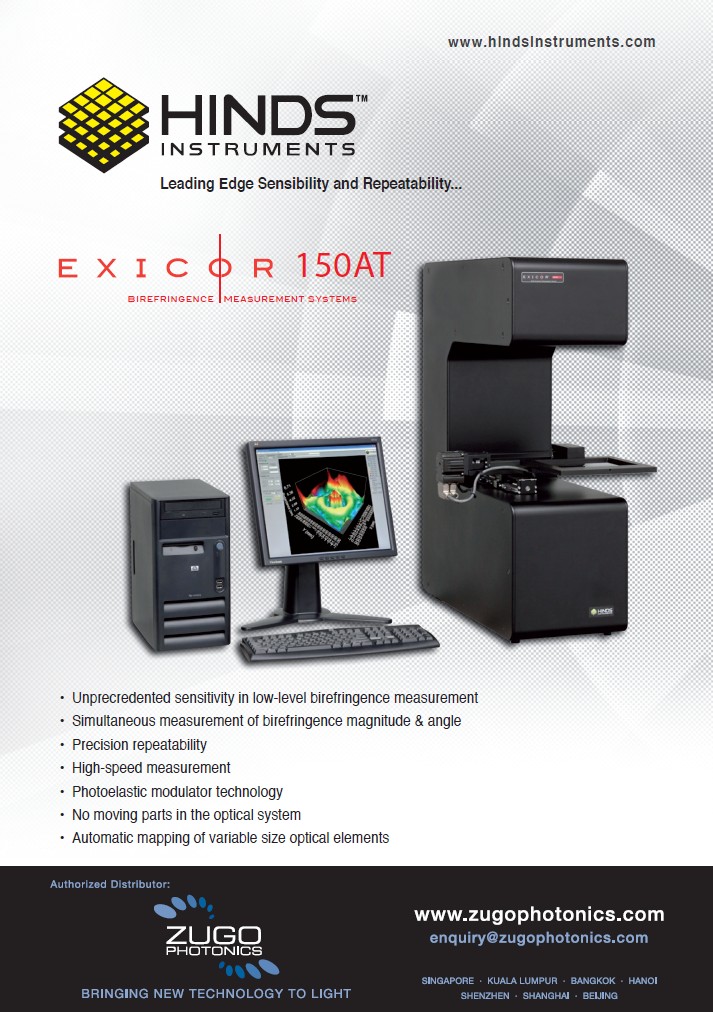 www.hindsinstruments.com
HINDS™
INSTRUMENTS
Leading Edge Sensibility and Repeatability...
EXICOR 150AT
BIREFRINGENCE MEASUREMENT SYSTEMS
EXICOR
HINDS
• Unprecredented sensitivity in low-level birefringence measurement
• Simultaneous measurement of birefringence magnitude & angle
• Precision repeatability
• High-speed measurement
• Photoelastic modulator technology
• No moving parts in the optical system
• Automatic mapping of variable size optical elements
Authorized Distributor:
ZUGO
PHOTONICS
BRINGING NEW TECHNOLOGY TO LIGHT
www.zugophotonics.com
enquiry@zugophotonics.com
SINGAPORE · KUALA LUMPUR · BANGKOK · HANOI
SHENZHEN · SHANGHAI · BEIJING